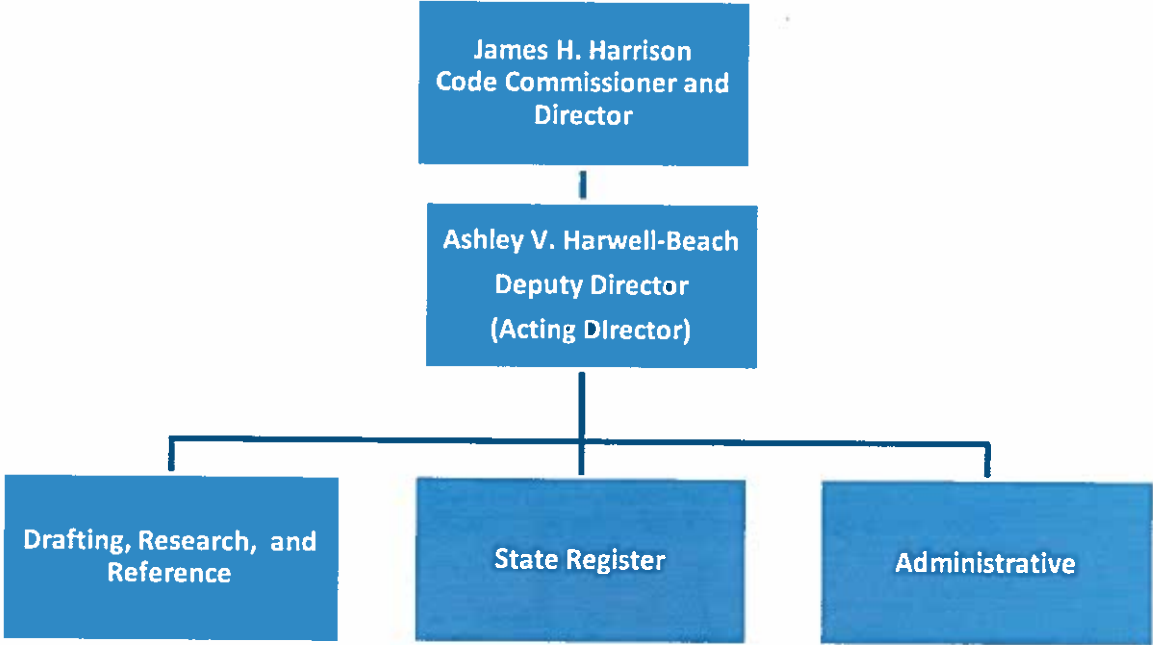 James H. Harrison
Code Commissioner and
Director
Ashley V. Harwell-Beach
Deputy Director
(Acting DIrector)
Drafting, Research, and
Reference
State Register
Administrative